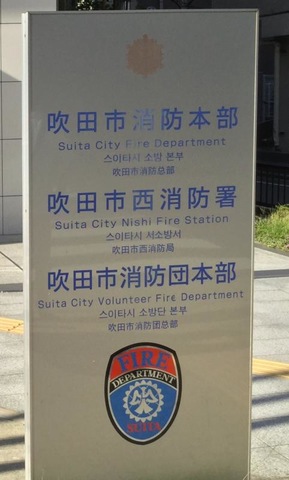 吹田市消防本部
Suita City Fire Department
스이타시 소방 본부
吹田市消防总部
吹田市西消防署
Suita City Nishi Fire Station
스이타시 서소방서
吹田市西消防局
吹田市消防団本部
Suita City Volunteer Fire Department
스이타시 소방단 본부
吹田市消防团总部
FIRE
DEPARTMENT
SUITA